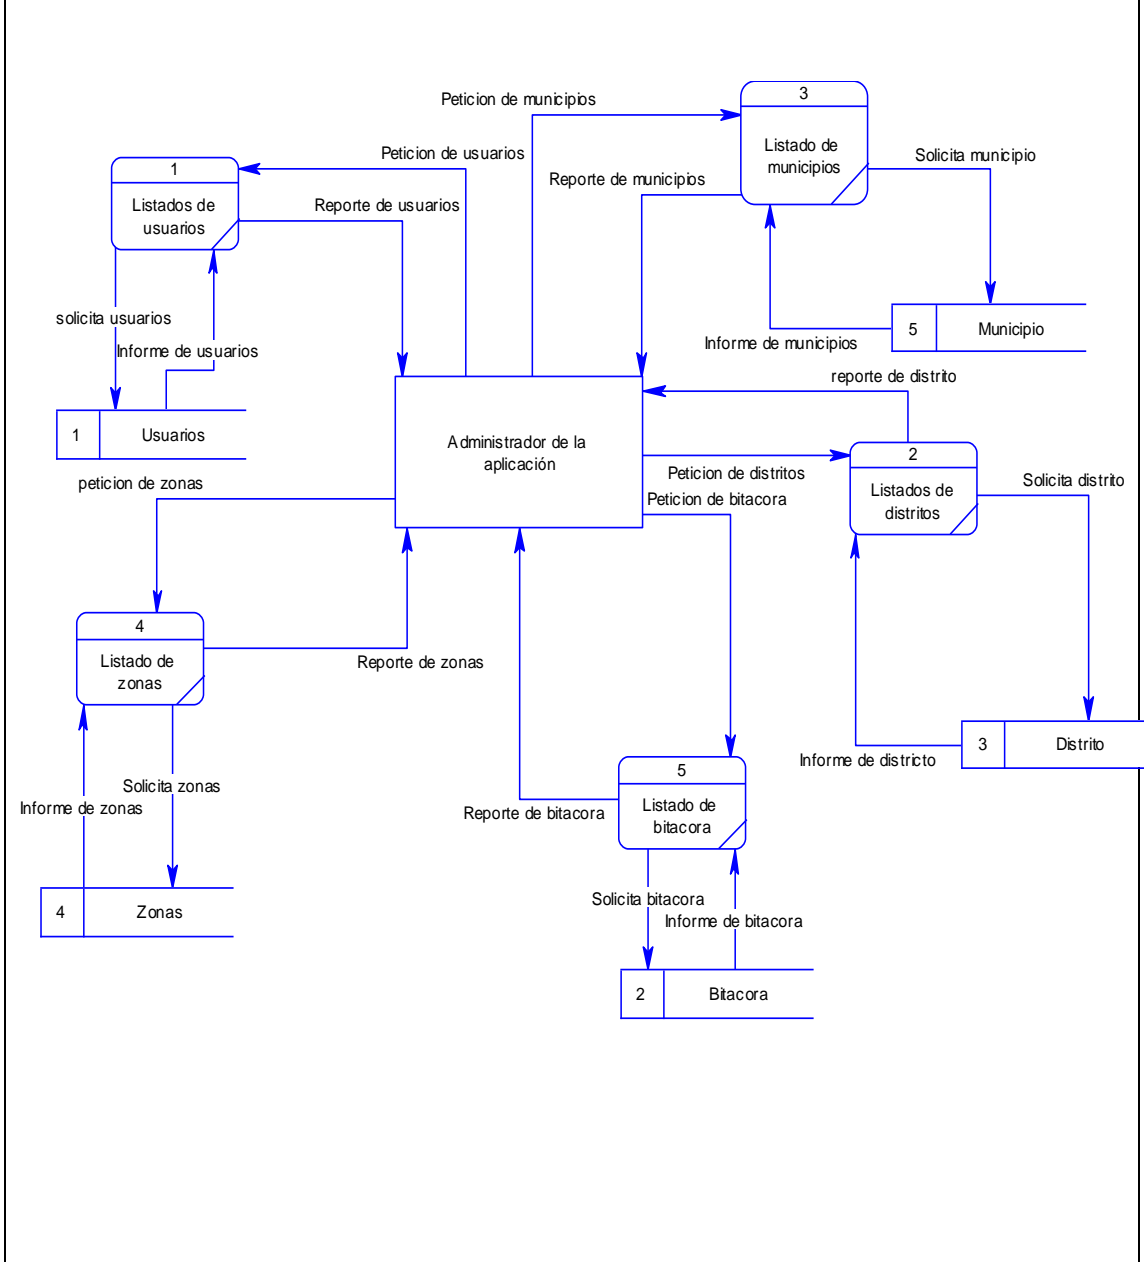 3
Peticion de municipios
Listado de
municipios
Solicita municipio
Peticion de usuarios
1
Reporte de municipios
Listados de
usuarios
Reporte de usuarios
solicita usuarios
Informe de usuarios
5
Municipio
Informe de municipios
reporte de distrito
1
Usuarios
Administrador de la
aplicación
2
Peticion de distritos
Solicita distrito
peticion de zonas
Peticion de bitacora
Listados de
distritos
4
Listado de
zonas
Reporte de zonas
3
Distrito
Informe de districto
5
Solicita zonas
Informe de zonas
Reporte de bitacora
Listado de
bitacora
4
Zonas
Solicita bitacora
Informe de bitacora
2
Bitacora